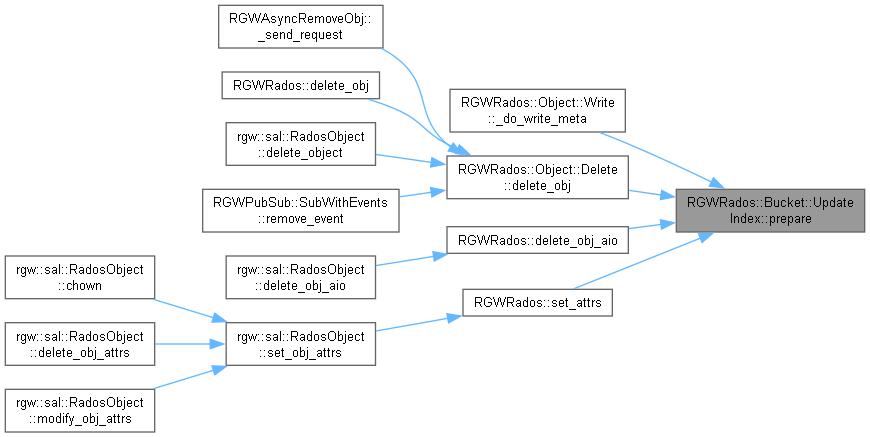 RGWAsyncRemoveObj::
_send_request
RGWRados::delete_obj
RGWRados::Object::Write
::_do_write_meta
rgw::sal::RadosObject
::delete_object
RGWRados::Object::Delete
::delete_obj
RGWPubSub::SubWithEvents
::remove_event
RGWRados::Bucket::Update
Index::prepare
RGWRados::delete_obj_aio
rgw::sal::RadosObject
::chown
rgw::sal::RadosObject
::delete_obj_aio
RGWRados::set_attrs
rgw::sal::RadosObject
::delete_obj_attrs
rgw::sal::RadosObject
::set_obj_attrs
rgw::sal::RadosObject
::modify_obj_attrs